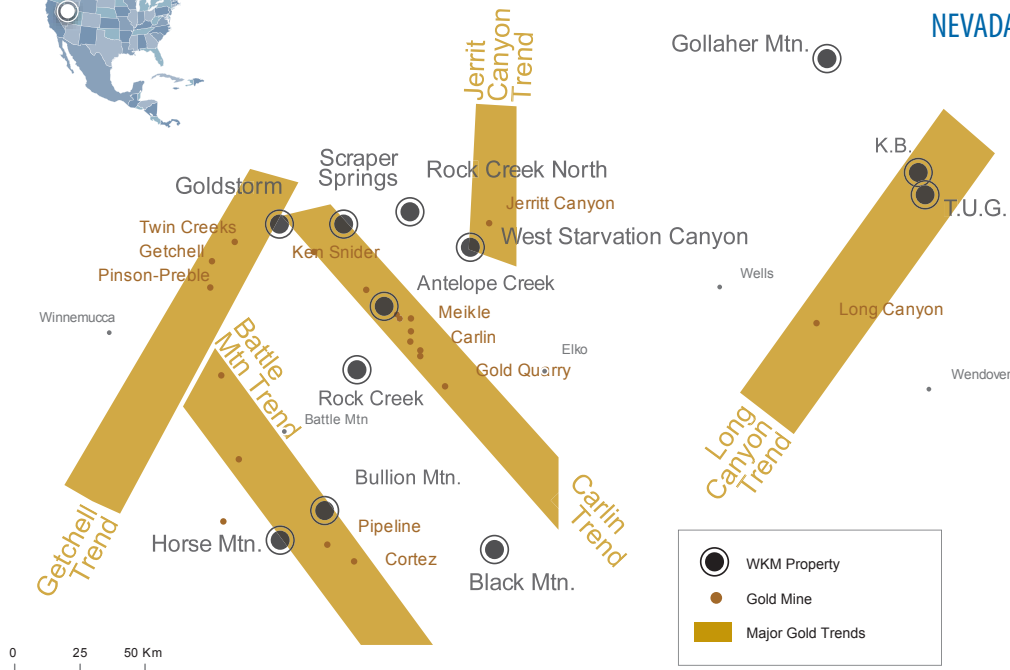 NEVADA
Gollaher Mtn.
Jerrit
Canyon
Trend
K.B.
T.U.G.
Scraper
Springs
Rock Creek North
Goldstorm
Jerritt Canyon
Twin Creeks
Getchell
Pinson-Preble
Ken Snider
West Starvation Canyon
Antelope Creek
Wells
Winnemucca
Meikle
Carlin
Long Canyon
Elko
Gold Quarry
Wendover
Battle
Mtn Trend
Rock Creek
Battle Mtn
Long
Canyon
Trend
Bullion Mtn.
Carlin
Trend
Getchell
Trend
Horse Mtn.
Pipeline
Cortez
Black Mtn.
WKM Property
Gold Mine
Major Gold Trends
0 25 50 Km